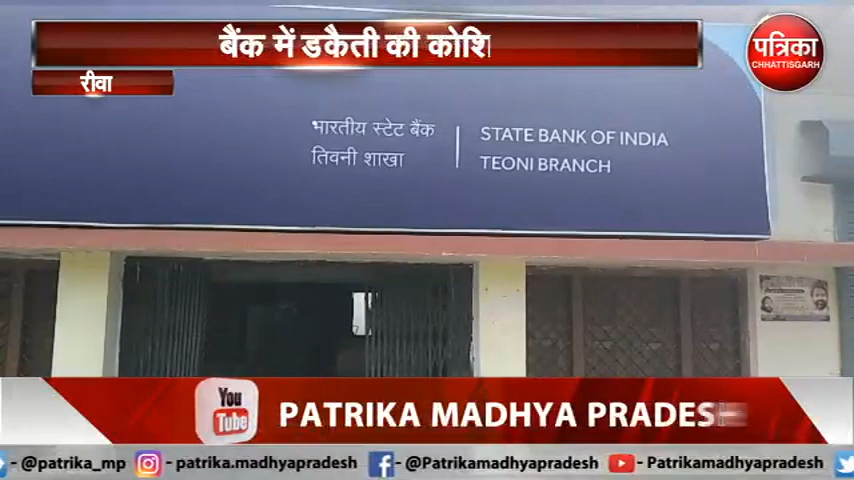 बैंक में डकैती की कोशि
पत्रिका
CHHATTISGARH
रीवा
भारतीय स्टेट बैंक
तिवनी शाखा
STATE BANK OF INDIA
TEONI BRANCH
You
Tube
PATRIKA MADHYA PRADESH
- @patrika_mp - patrika.madhyapradesh - @Patrikamadhyapradesh - Patrikamadhyapradesh